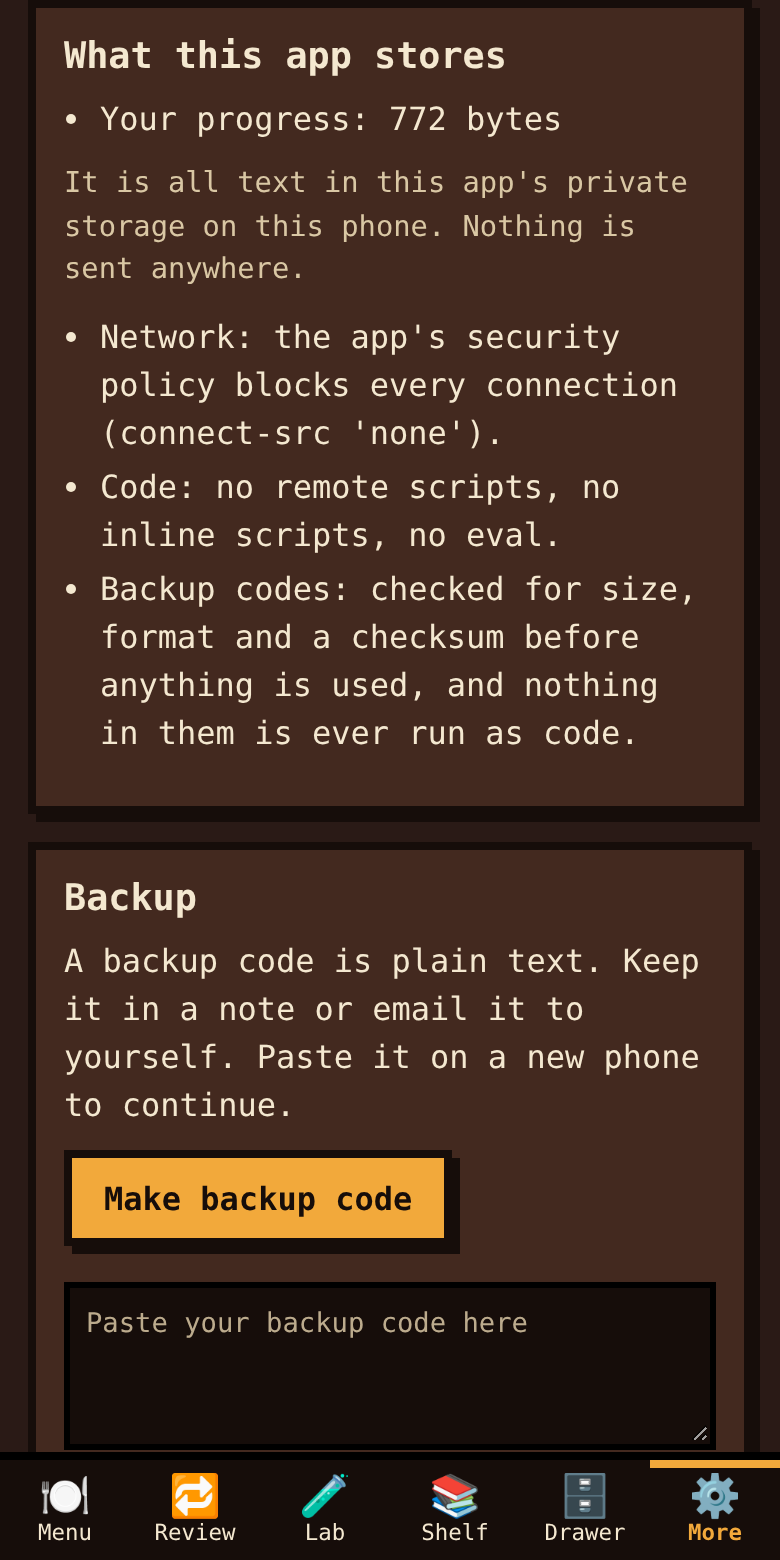 What this app stores
• Your progress: 772 bytes
It is all text in this app's private
storage on this phone. Nothing is
sent anywhere.
• Network: the app's security
policy blocks every connection
(connect-src 'none').
• Code: no remote scripts, no
inline scripts, no eval.
• Backup codes: checked for size,
format and a checksum before
anything is used, and nothing
in them is ever run as code.
Backup
A backup code is plain text. Keep
it in a note or email it to
yourself. Paste it on a new phone
to continue.
Make backup code
Paste your backup code here
Menu Review Lab Shelf Drawer More